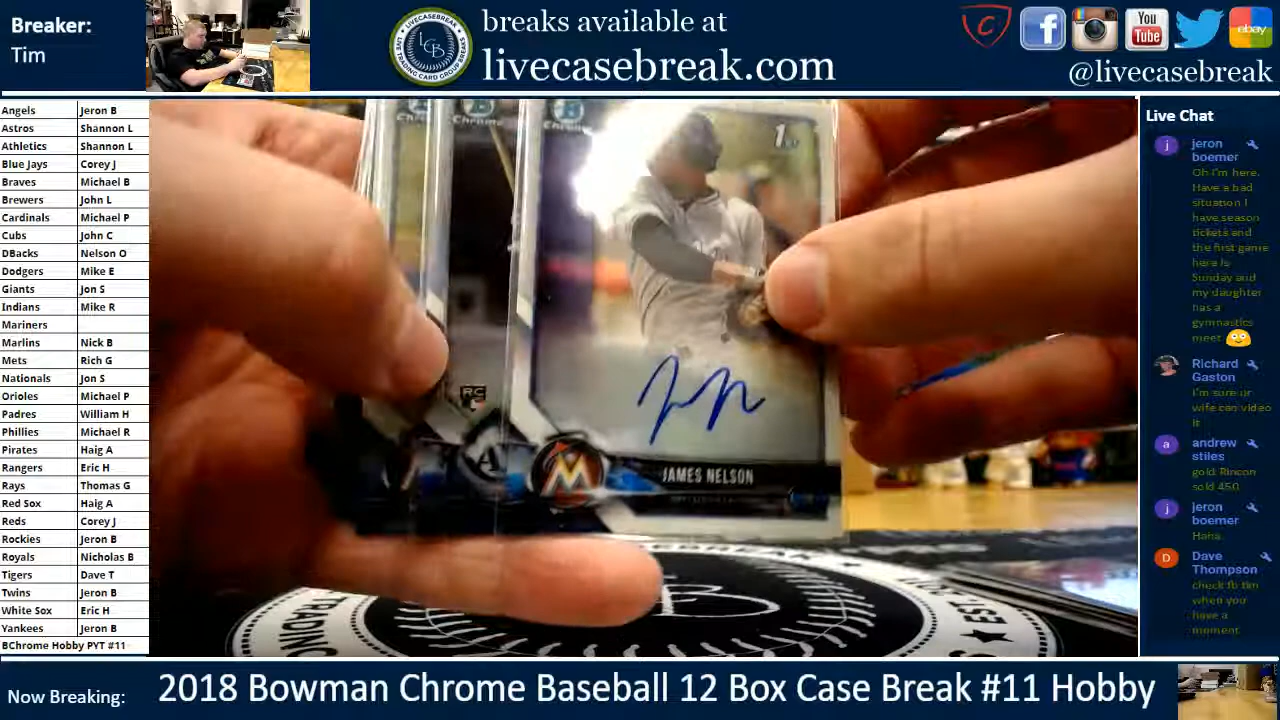 Breaker:
Tim
breaks available at
livecasebreak.com
LCB
You
Tube
ebay
@livecasebreak
Angels Jeron B
Astros Shannon L
Athletics Shannon L
Blue Jays Corey J
Braves Michael B
Brewers John L
Cardinals Michael P
Cubs John C
DBacks Nelson O
Dodgers Mike E
Giants Jon S
Indians Mike R
Mariners
Marlins Nick B
Mets Rich G
Nationals Jon S
Orioles Michael P
Padres William H
Phillies Michael R
Pirates Haig A
Rangers Eric H
Rays Thomas G
Red Sox Haig A
Reds Corey J
Rockies Jeron B
Royals Nicholas B
Tigers Dave T
Twins Jeron B
White Sox Eric H
Yankees Jeron B
BChrome Hobby PYT #11
Chrome
1st
RC
A
M
JAMES NELSON
Live Chat
j
jeron
boemer
Oh I'm here.
Have a bad
situation I
have season
tickets and
the first game
here is
Sunday and
my daughter
has a
gymnastics
meet
Richard
Gaston
I'm sure ur
wife can video
it
a
andrew
stiles
gold Rincon
sold 450
j
jeron
boemer
Haha
D
Dave
Thompson
check fb tim
when you
have a
moment
Now Breaking:
2018 Bowman Chrome Baseball 12 Box Case Break #11 Hobby